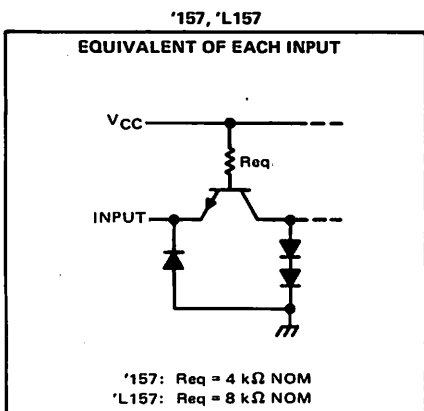 '157, 'L157
EQUIVALENT OF EACH INPUT
VCC
Req
INPUT
'157: Req = 4 kΩ NOM
'L157: Req = 8 kΩ NOM